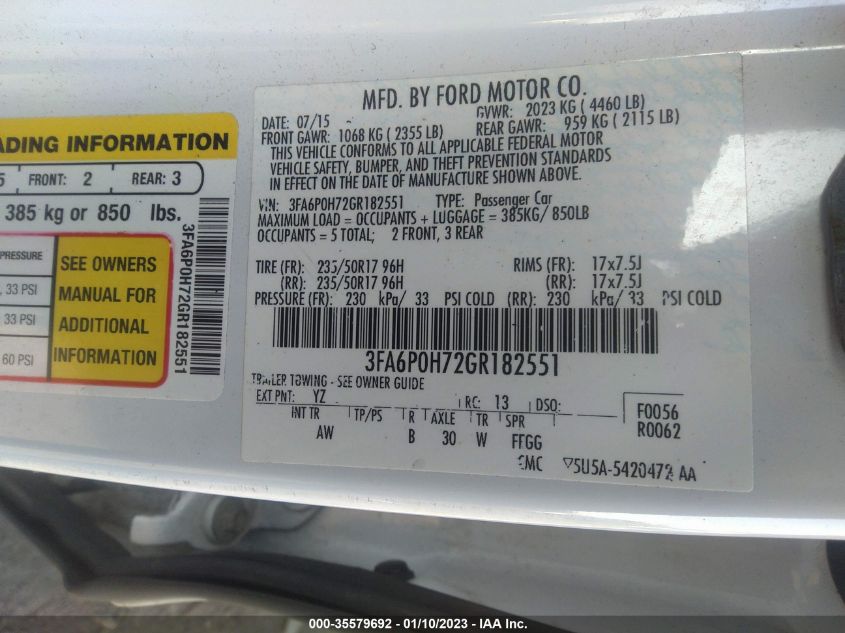 ADING INFORMATION
5 FRONT: 2 REAR: 3
385 kg or 850 lbs.
PRESSURE
, 33 PSI
, 33 PSI
60 PSI
SEE OWNERS
MANUAL FOR
ADDITIONAL
INFORMATION
3FA6P0H72GR182551
MFD. BY FORD MOTOR CO.
DATE: 07/15 GVWR: 2023 KG ( 4460 LB)
FRONT GAWR: 1068 KG ( 2355 LB) REAR GAWR: 959 KG ( 2115 LB)
THIS VEHICLE CONFORMS TO ALL APPLICABLE FEDERAL MOTOR
VEHICLE SAFETY, BUMPER, AND THEFT PREVENTION STANDARDS
IN EFFECT ON THE DATE OF MANUFACTURE SHOWN ABOVE.
VIN: 3FA6P0H72GR182551 TYPE: Passenger Car
MAXIMUM LOAD = OCCUPANTS + LUGGAGE = 385KG/ 850LB
OCCUPANTS = 5 TOTAL; 2 FRONT, 3 REAR
TIRE (FR): 235/50R17 96H RIMS (FR): 17x7.5J
(RR): 235/50R17 96H (RR): 17x7.5J
PRESSURE (FR): 230 kPa/ 33 PSI COLD (RR): 230 kPa/ 33 PSI COLD
3FA6P0H72GR182551
TRAILER TOWING - SEE OWNER GUIDE
EXT PNT: YZ RC: 13 DSO:
INT TR TP/PS R AXLE TR SPR
AW B 30 W FFGG
F0056
R0062
CMC 5U5A-5420472 AA
000-35579692 - 01/10/2023 - IAA Inc.